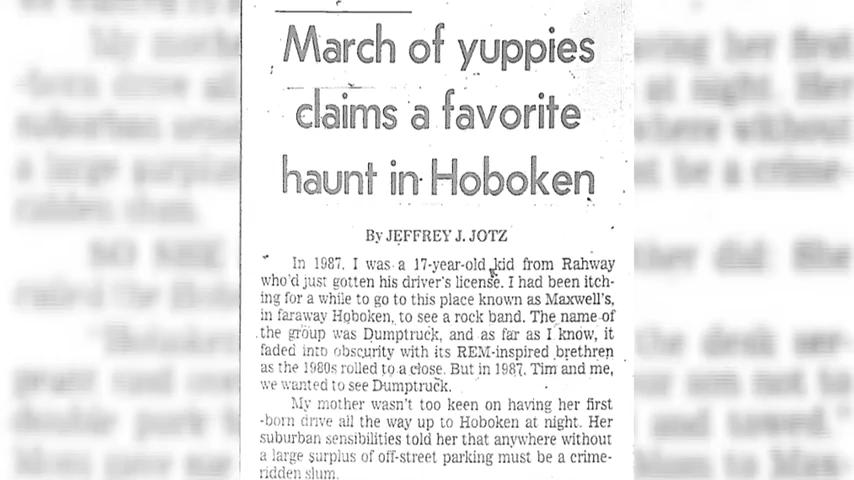 March of yuppies
claims a favorite
haunt in Hoboken
By JEFFREY J. JOTZ
In 1987, I was a 17-year-old kid from Rahway
who'd just gotten his driver's license. I had been itch-
ing for a while to go to this place known as Maxwell's,
in faraway Hoboken, to see a rock band. The name of
the group was Dumptruck, and as far as I know, it
faded into obscurity with its REM-inspired brethren
as the 1980s rolled to a close. But in 1987, Tim and me,
we wanted to see Dumptruck.
My mother wasn't too keen on having her first
-born drive all the way up to Hoboken at night. Her
suburban sensibilities told her that anywhere without
a large surplus of off-street parking must be a crime-
ridden slum.